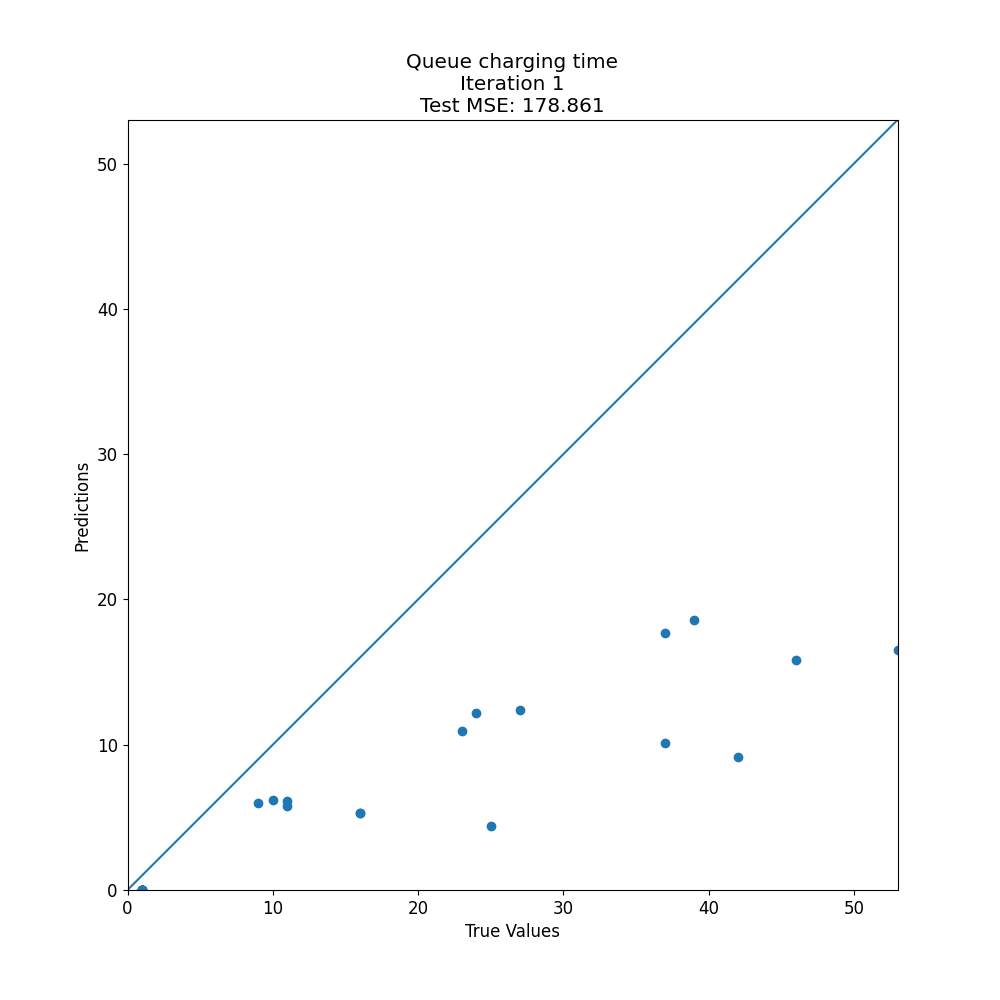 Queue charging time
Iteration 1
Test MSE: 178.861
50
40
30
20
10
0
Predictions
0 10 20 30 40 50
True Values